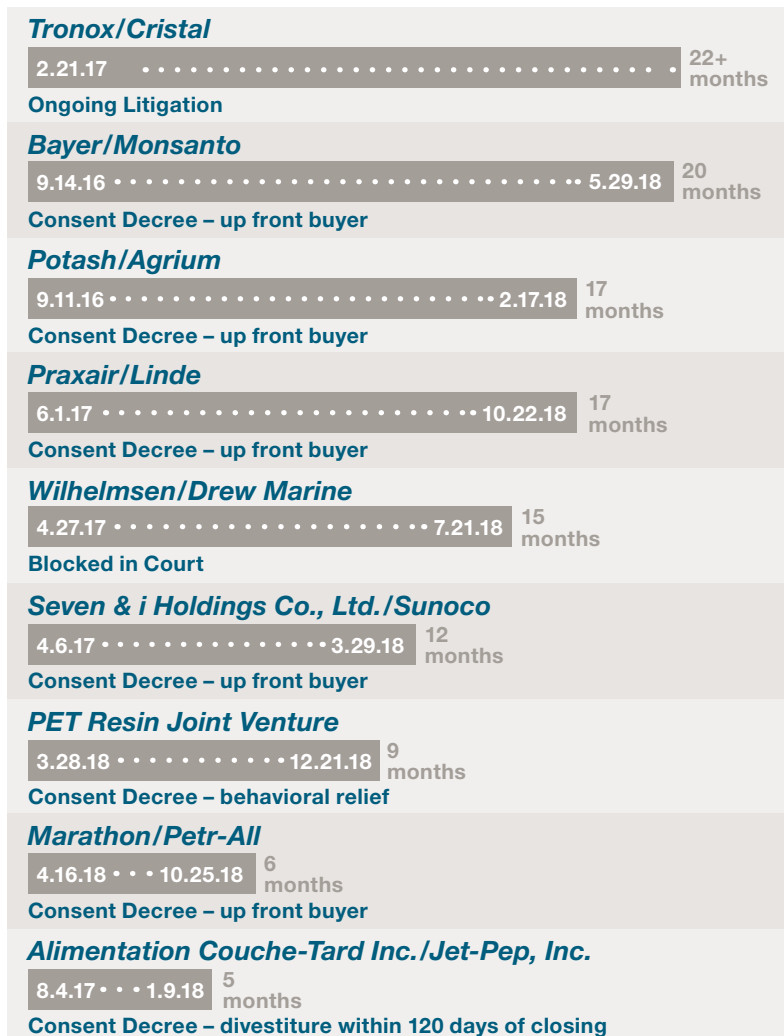 Tronox/Cristal
2.21.17
22+
months
Ongoing Litigation
Bayer/Monsanto
9.14.16 5.29.18
20
months
Consent Decree – up front buyer
Potash/Agrium
9.11.16 2.17.18
17
months
Consent Decree – up front buyer
Praxair/Linde
6.1.17 10.22.18
17
months
Consent Decree – up front buyer
Wilhelmsen/Drew Marine
4.27.17 7.21.18
15
months
Blocked in Court
Seven & i Holdings Co., Ltd./Sunoco
4.6.17 3.29.18
12
months
Consent Decree – up front buyer
PET Resin Joint Venture
3.28.18 12.21.18
9
months
Consent Decree – behavioral relief
Marathon/Petr-All
4.16.18 10.25.18
6
months
Consent Decree – up front buyer
Alimentation Couche-Tard Inc./Jet-Pep, Inc.
8.4.17 1.9.18
5
months
Consent Decree – divestiture within 120 days of closing